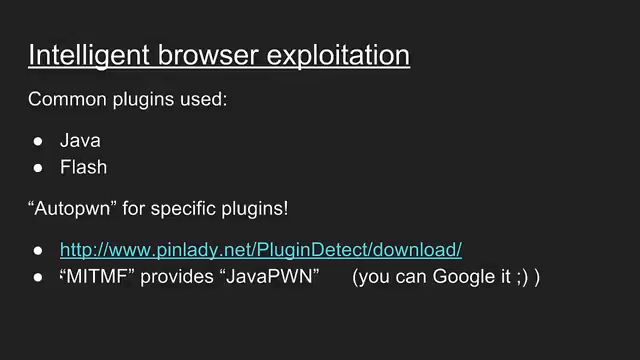 Intelligent browser exploitation
Common plugins used:
● Java
● Flash
“Autopwn” for specific plugins!
● http://www.pinlady.net/PluginDetect/download/
● “MITMF” provides “JavaPWN” (you can Google it ;) )